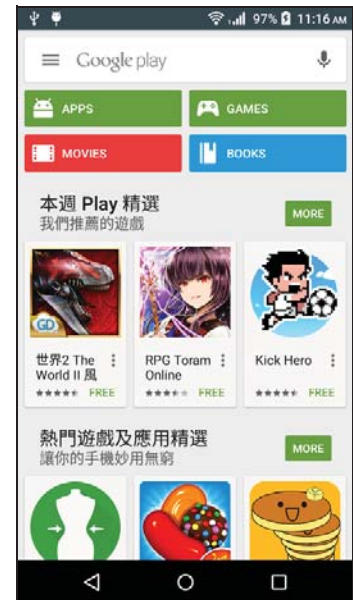 97% 11:16 AM
Google play
APPS
GAMES
MOVIES
BOOKS
本週 Play 精選
我們推薦的遊戲
MORE
GD
世界2 The
World II 風
FREE
RPG Toram
Online
FREE
Kick Hero
FREE
熱門遊戲及應用精選
讓你的手機妙用無窮
MORE